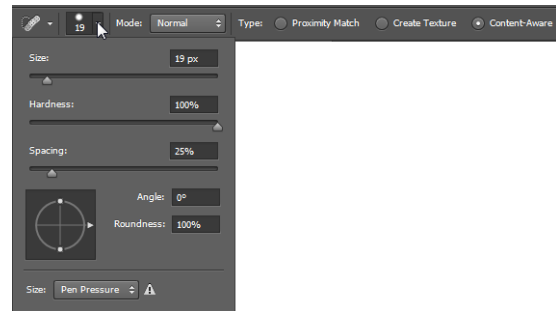 19 Mode: Normal Type: Proximity Match Create Texture Content-Aware
Size: 19 px
Hardness: 100%
Spacing: 25%
Angle: 0°
Roundness: 100%
Size: Pen Pressure